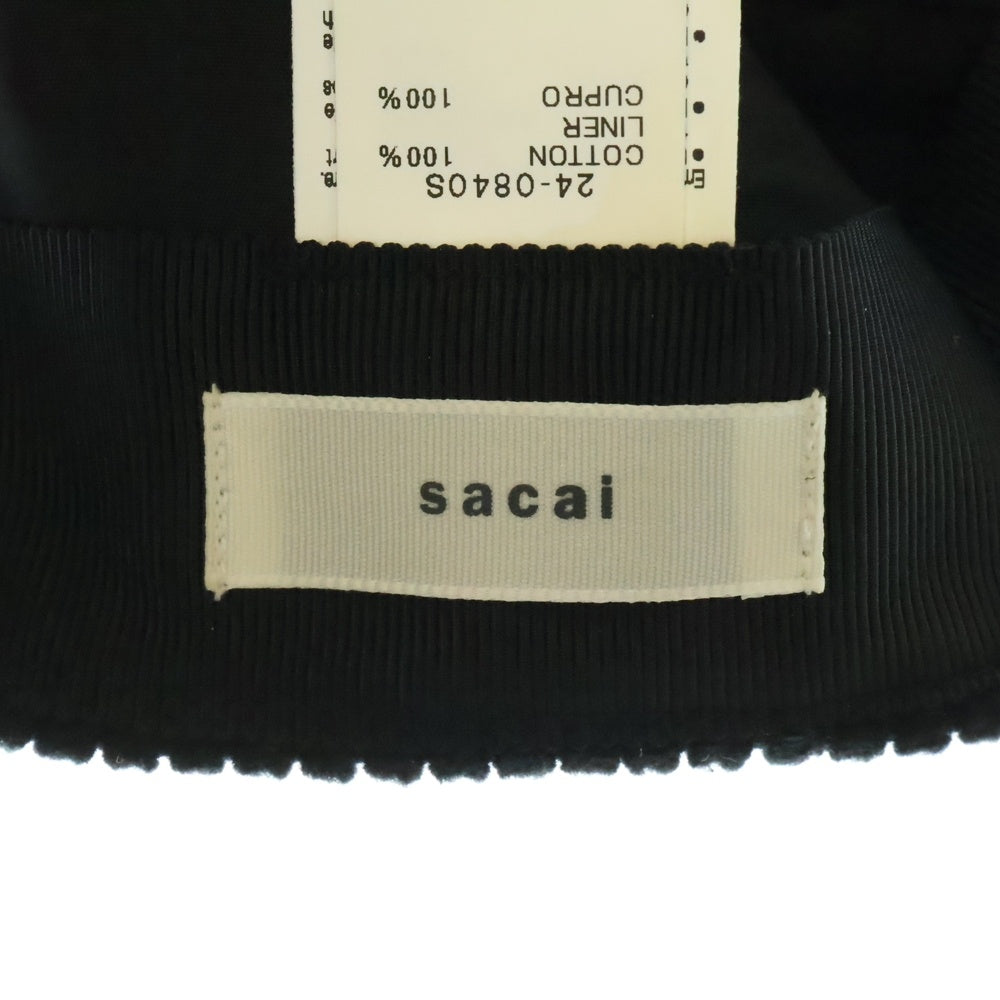 24-0840S
COTTON 100%
LINER
CUPRO 100%
sacai